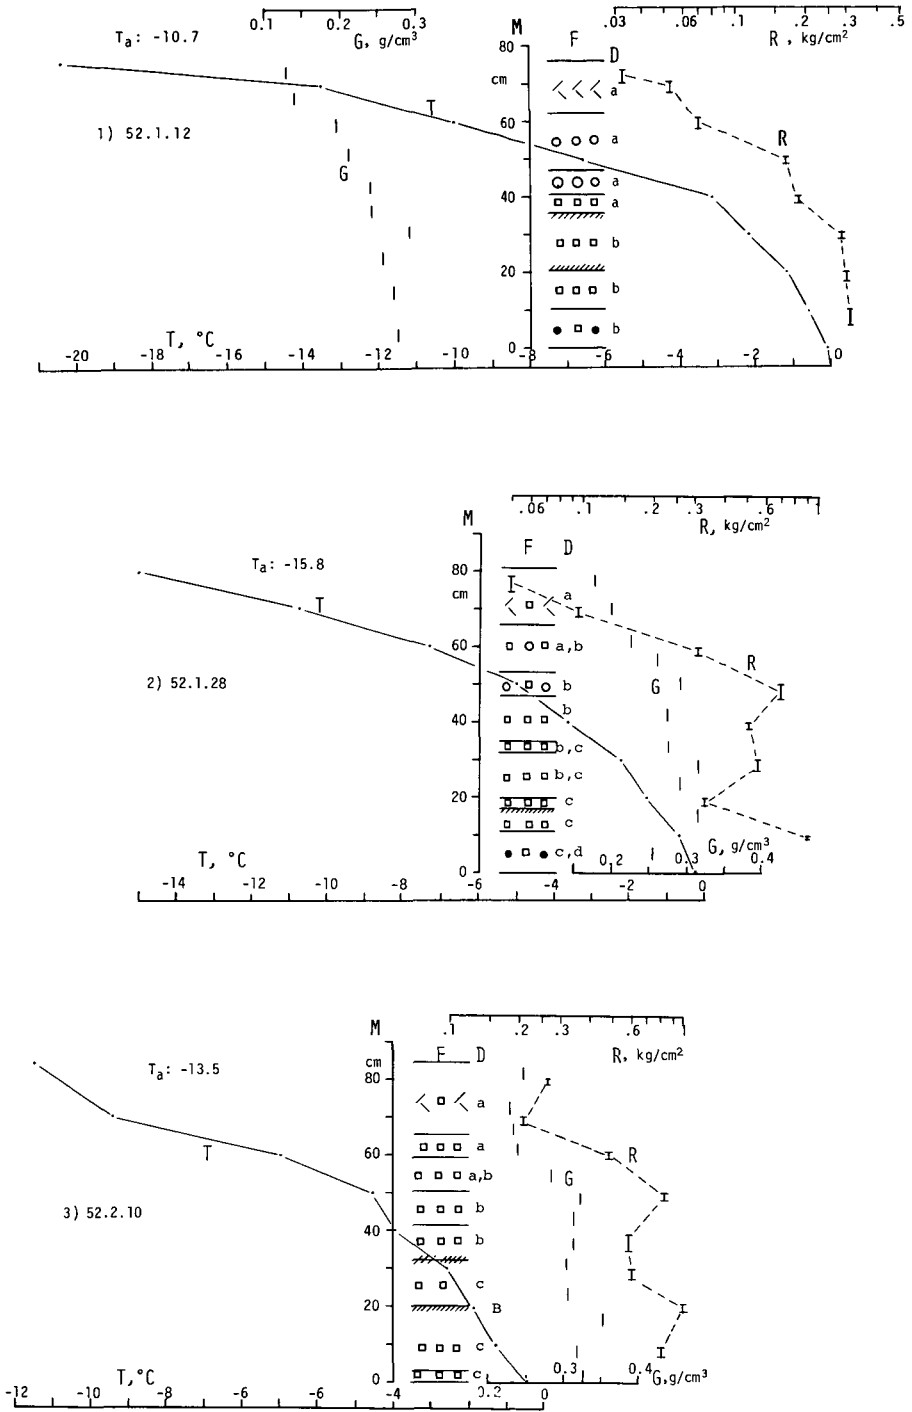 0.1 0.2 0.3
G, g/cm³
.03 .06 .1 .2 .3 .5
R , kg/cm²
Ta: -10.7
M
80
cm
F
D
a
T
1) 52.1.12
60
a
R
G
a
40
a
b
20
b
b
0
T, °C
-20 -18 -16 -14 -12 -10 -8 -6 -4 -2 0
.06 .1 .2 .3 .6 1
R, kg/cm²
M
F D
Ta: -15.8
80
cm
a
T
60
a,b
R
2) 52.1.28
b
G
b
40
b,c
b,c
20
c
c
G, g/cm³
c,d
0.2 0.3 0.4
0
T, °C
-14 -12 -10 -8 -6 -4 -2 0
.1 .2 .3 .6 1
R, kg/cm²
M
F D
cm
Ta: -13.5
80
a
a
T
60
R
a,b
G
b
3) 52.2.10
40
b
c
20
B
c
c
0
0.2 0.3 0.4
G,g/cm³
T,°C
-12 -10 -8 -6 -4 0